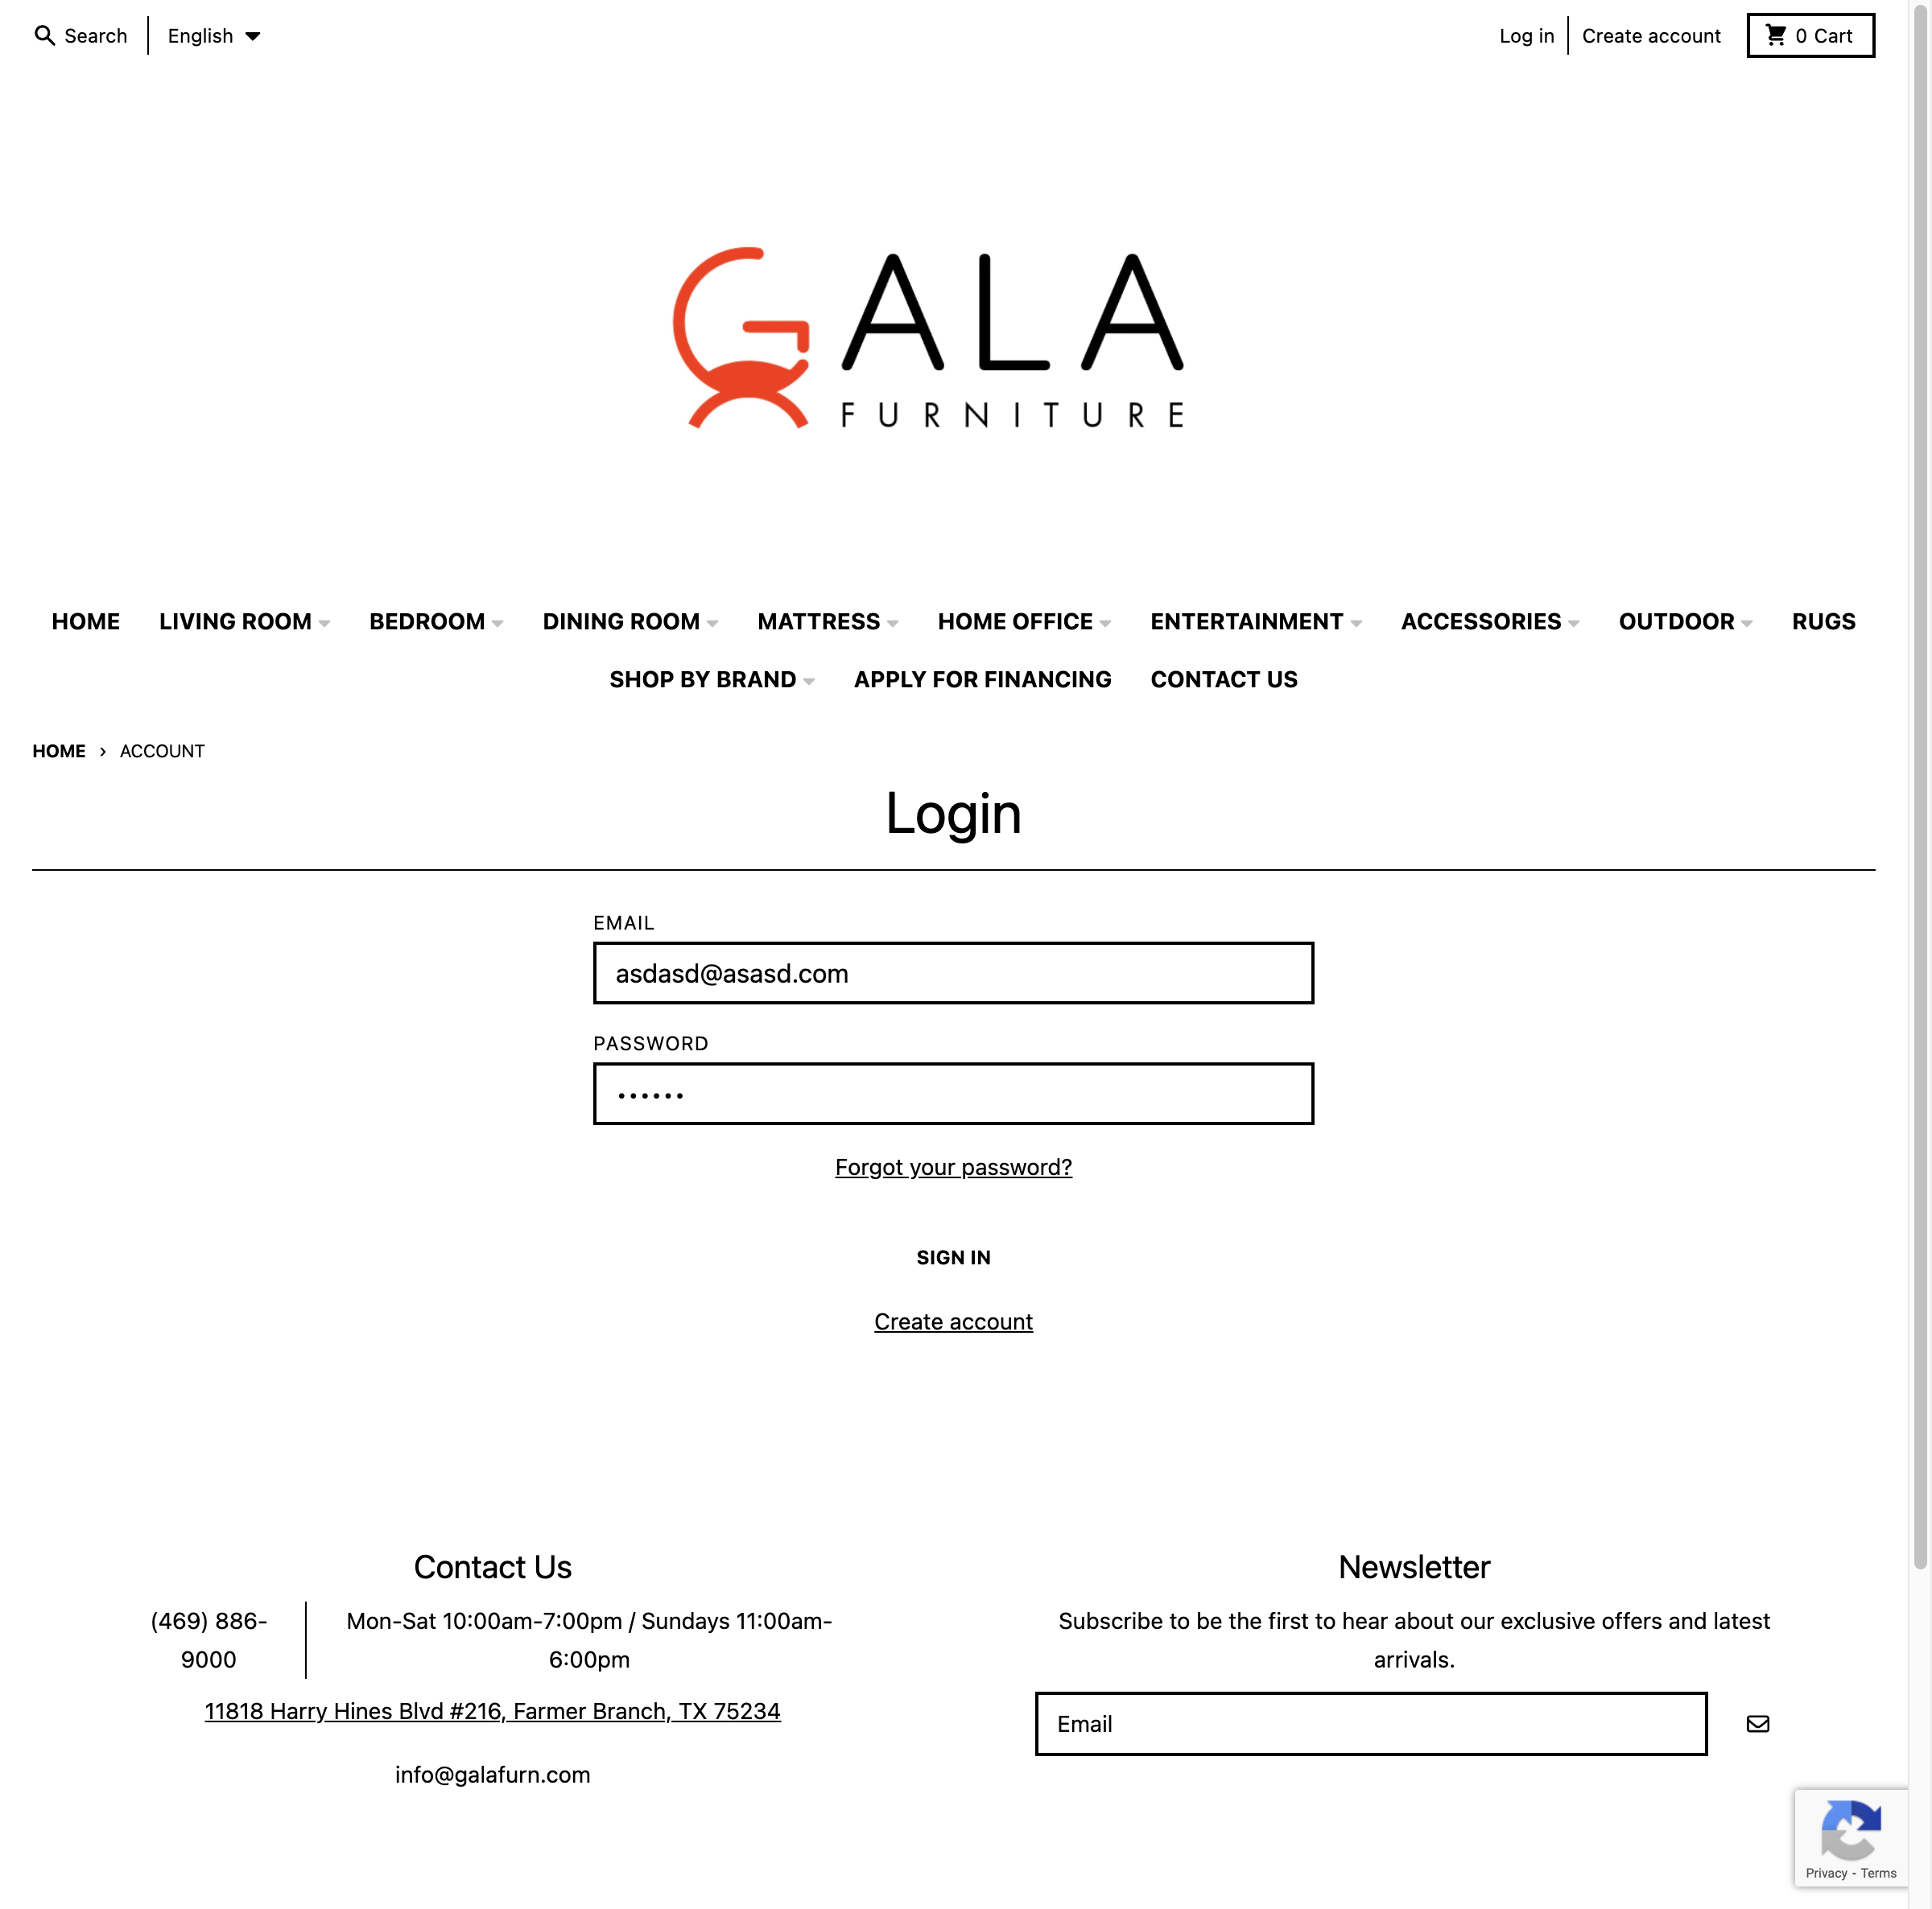 Search
English
Log in
Create account
0 Cart
GALA
FURNITURE
HOME LIVING ROOM BEDROOM DINING ROOM MATTRESS HOME OFFICE ENTERTAINMENT ACCESSORIES OUTDOOR RUGS
SHOP BY BRAND APPLY FOR FINANCING CONTACT US
HOME › ACCOUNT
Login
EMAIL
asdasd@asasd.com
PASSWORD
••••••
Forgot your password?
SIGN IN
Create account
Contact Us
(469) 886-
9000
Mon-Sat 10:00am-7:00pm / Sundays 11:00am-
6:00pm
11818 Harry Hines Blvd #216, Farmer Branch, TX 75234
info@galafurn.com
Newsletter
Subscribe to be the first to hear about our exclusive offers and latest
arrivals.
Email
Privacy - Terms